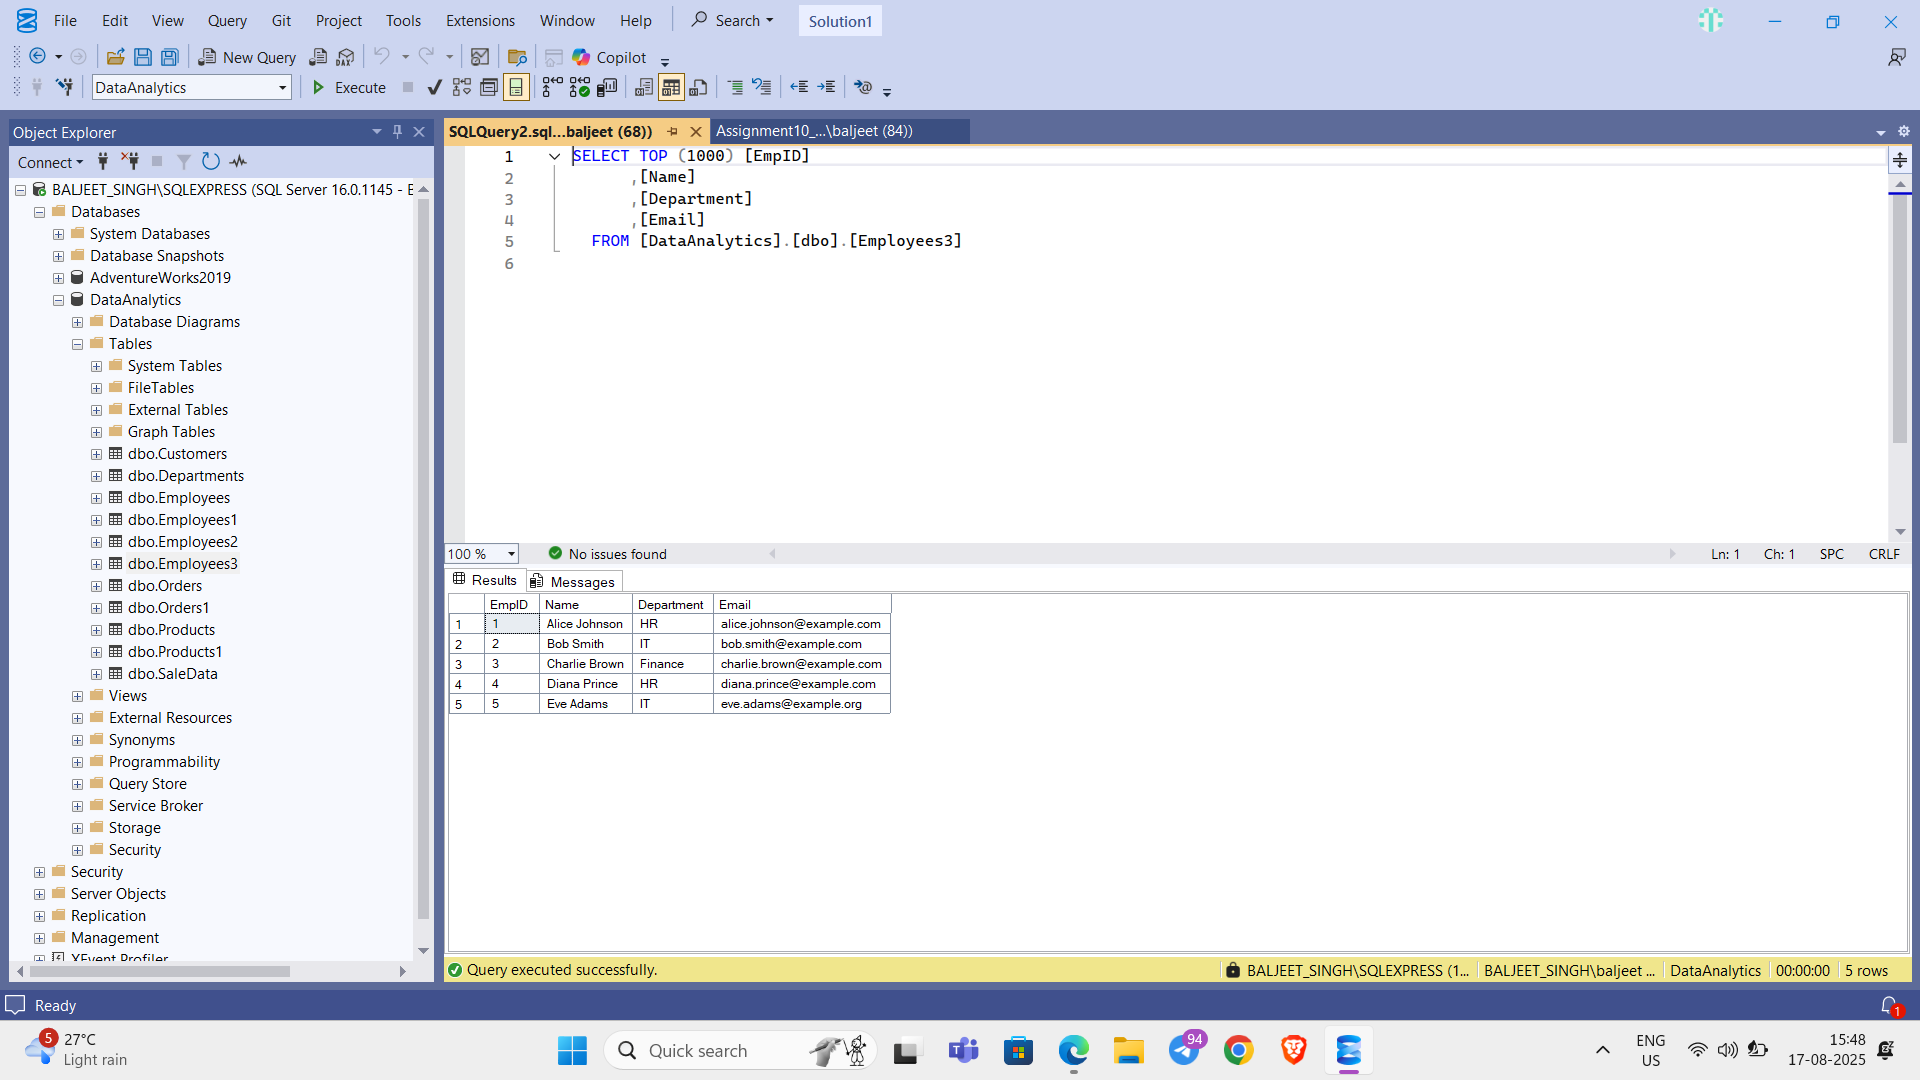 File Edit View Query Git Project Tools Extensions Window Help Search Solution1
New Query DAX Copilot
DataAnalytics Execute
Object Explorer
Connect
BALJEET_SINGH\SQLEXPRESS (SQL Server 16.0.1145 - E
Databases
System Databases
Database Snapshots
AdventureWorks2019
DataAnalytics
Database Diagrams
Tables
System Tables
FileTables
External Tables
Graph Tables
dbo.Customers
dbo.Departments
dbo.Employees
dbo.Employees1
dbo.Employees2
dbo.Employees3
dbo.Orders
dbo.Orders1
dbo.Products
dbo.Products1
dbo.SaleData
Views
External Resources
Synonyms
Programmability
Query Store
Service Broker
Storage
Security
Security
Server Objects
Replication
Management
XEvent Profiler
SQLQuery2.sql...baljeet (68)) Assignment10_...\baljeet (84))
1 SELECT TOP (1000) [EmpID]
2 ,[Name]
3 ,[Department]
4 ,[Email]
5 FROM [DataAnalytics].[dbo].[Employees3]
6
100 % No issues found Ln: 1 Ch: 1 SPC CRLF
Results Messages
EmpID Name Department Email
1 1 Alice Johnson HR alice.johnson@example.com
2 2 Bob Smith IT bob.smith@example.com
3 3 Charlie Brown Finance charlie.brown@example.com
4 4 Diana Prince HR diana.prince@example.com
5 5 Eve Adams IT eve.adams@example.org
Query executed successfully. BALJEET_SINGH\SQLEXPRESS (1... BALJEET_SINGH\baljeet ... DataAnalytics 00:00:00 5 rows
Ready 1
5 27°C
Light rain
Quick search
94
ENG
US
15:48
17-08-2025